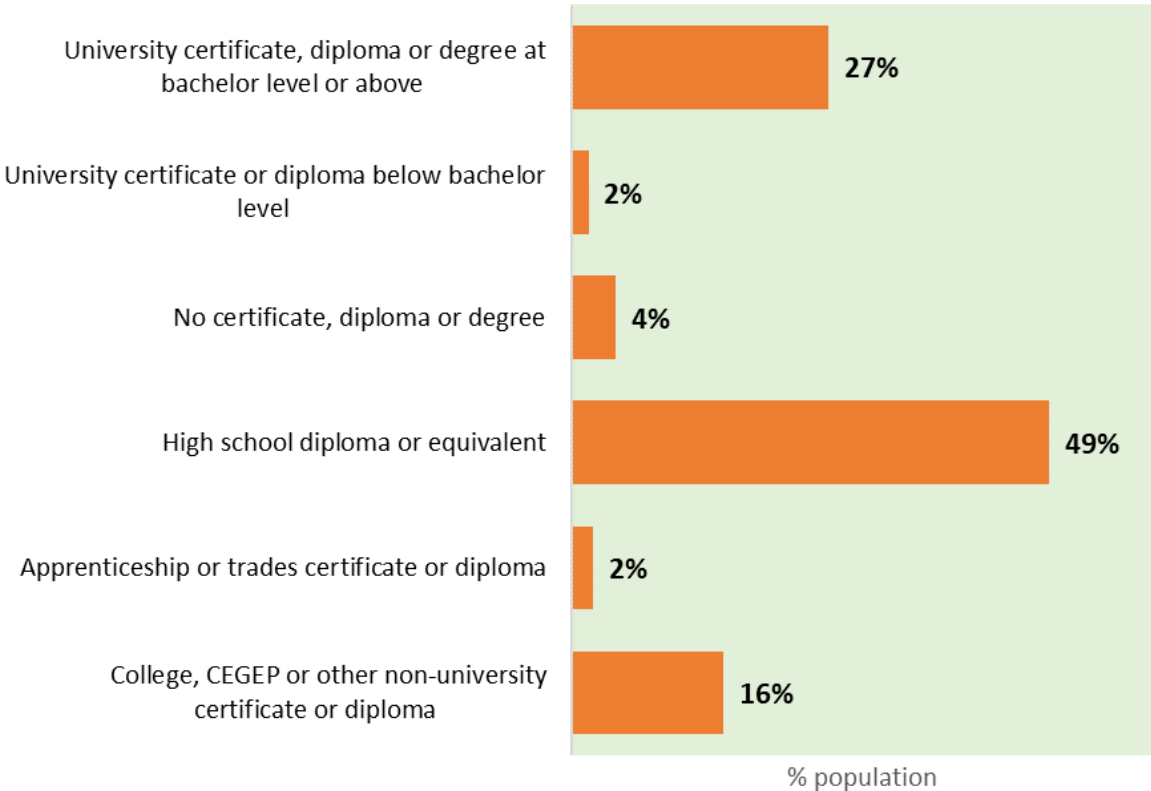 University certificate, diploma or degree at
bachelor level or above
27%
University certificate or diploma below bachelor
level
2%
No certificate, diploma or degree
4%
High school diploma or equivalent
49%
Apprenticeship or trades certificate or diploma
2%
College, CEGEP or other non-university
certificate or diploma
16%
% population